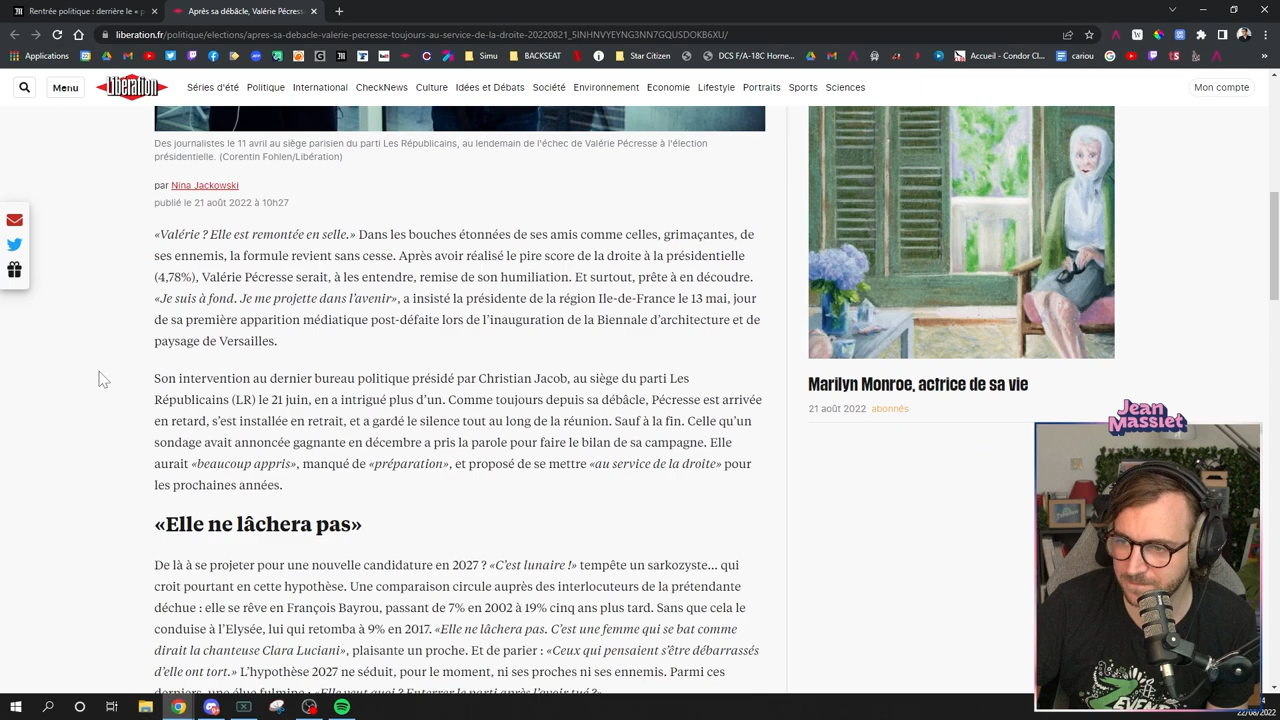 Rentrée politique : derrière le « p
Après sa débâcle, Valérie Pécress
liberation.fr/politique/elections/apres-sa-debacle-valerie-pecresse-toujours-au-service-de-la-droite-20220821_5INHNVYEYNG3NN7GQUSDOKB6XU/
Applications
Simu
BACKSEAT
Star Citizen
DCS F/A-18C Horne...
Accueil - Condor Cl...
cariou
Menu
Libération
Séries d'été
Politique
International
CheckNews
Culture
Idées et Débats
Société
Environnement
Economie
Lifestyle
Portraits
Sports
Sciences
Mon compte
Des journalistes le 11 avril au siège parisien du parti Les Républicains, au lendemain de l'échec de Valérie Pécresse à l'élection
présidentielle. (Corentin Fohlen/Libération)
par Nina Jackowski
publié le 21 août 2022 à 10h27
«Valérie ? Elle est remontée en selle.» Dans les bouches étonnées de ses amis comme celles, grimaçantes, de
ses ennemis, la formule revient sans cesse. Après avoir réalisé le pire score de la droite à la présidentielle
(4,78%), Valérie Pécresse serait, à les entendre, remise de son humiliation. Et surtout, prête à en découdre.
«Je suis à fond. Je me projette dans l'avenir», a insisté la présidente de la région Ile-de-France le 13 mai, jour
de sa première apparition médiatique post-défaite lors de l'inauguration de la Biennale d'architecture et de
paysage de Versailles.
Son intervention au dernier bureau politique présidé par Christian Jacob, au siège du parti Les
Républicains (LR) le 21 juin, en a intrigué plus d'un. Comme toujours depuis sa débâcle, Pécresse est arrivée
en retard, s'est installée en retrait, et a gardé le silence tout au long de la réunion. Sauf à la fin. Celle qu'un
sondage avait annoncée gagnante en décembre a pris la parole pour faire le bilan de sa campagne. Elle
aurait «beaucoup appris», manqué de «préparation», et proposé de se mettre «au service de la droite» pour
les prochaines années.
«Elle ne lâchera pas»
De là à se projeter pour une nouvelle candidature en 2027 ? «C'est lunaire !» tempête un sarkozyste... qui
croit pourtant en cette hypothèse. Une comparaison circule auprès des interlocuteurs de la prétendante
déchue : elle se rêve en François Bayrou, passant de 7% en 2002 à 19% cinq ans plus tard. Sans que cela le
conduise à l'Elysée, lui qui retomba à 9% en 2017. «Elle ne lâchera pas. C'est une femme qui se bat comme
dirait la chanteuse Clara Luciani», plaisante un proche. Et de parier : «Ceux qui pensaient s'être débarrassés
d'elle ont tort.» L'hypothèse 2027 ne séduit, pour le moment, ni ses proches ni ses ennemis. Parmi ces
derniers, une élue fulmine : «Elle veut quoi ? Enterrer le parti après l'avoir tué ?»
Marilyn Monroe, actrice de sa vie
21 août 2022 abonnés
Jean
Massiet
ZEVENT
22/08/2022